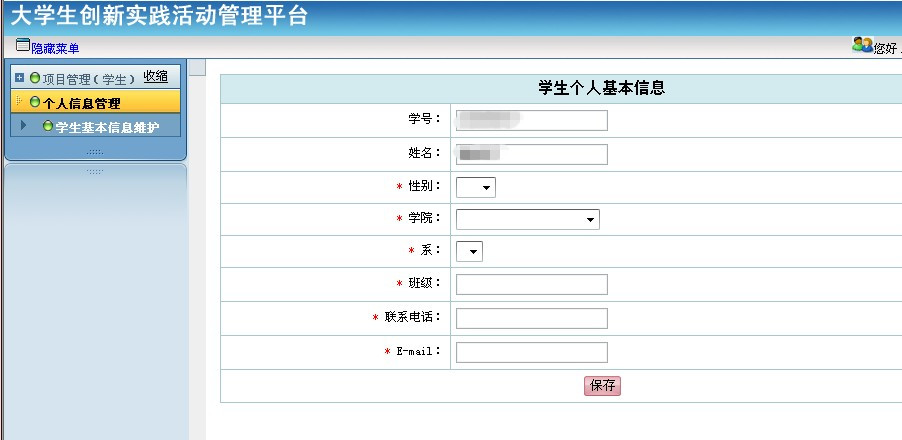 大学生创新实践活动管理平台
隐藏菜单
您好
项目管理(学生) 收缩
个人信息管理
学生基本信息维护
学生个人基本信息
学号：
姓名：
* 性别：
* 学院：
* 系：
* 班级：
* 联系电话：
* E-mail：
保存